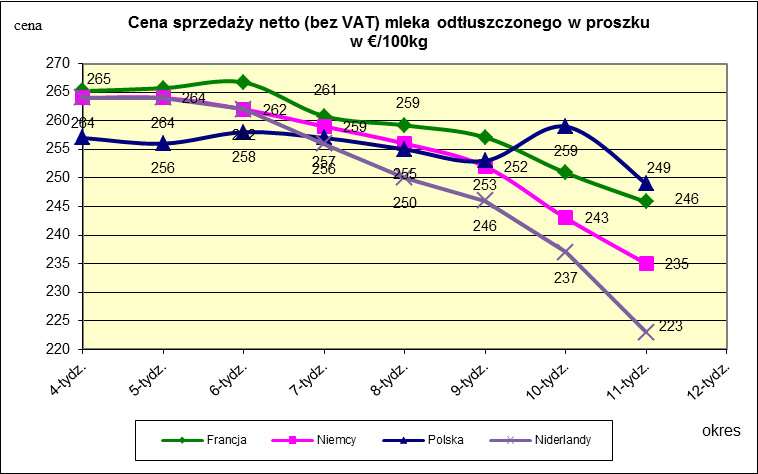 Cena sprzedaży netto (bez VAT) mleka odtłuszczonego w proszku
w €/100kg
cena
270
265
260
255
250
245
240
235
230
225
220
265
261
259
264
262
259
264
264
262
252
256
258
257
256
255
250
253
246
259
243
237
249
246
235
223
4-tydz.
5-tydz.
6-tydz.
7-tydz.
8-tydz.
9-tydz.
10-tydz.
11-tydz.
12-tydz.
okres
Francja Niemcy Polska Niderlandy